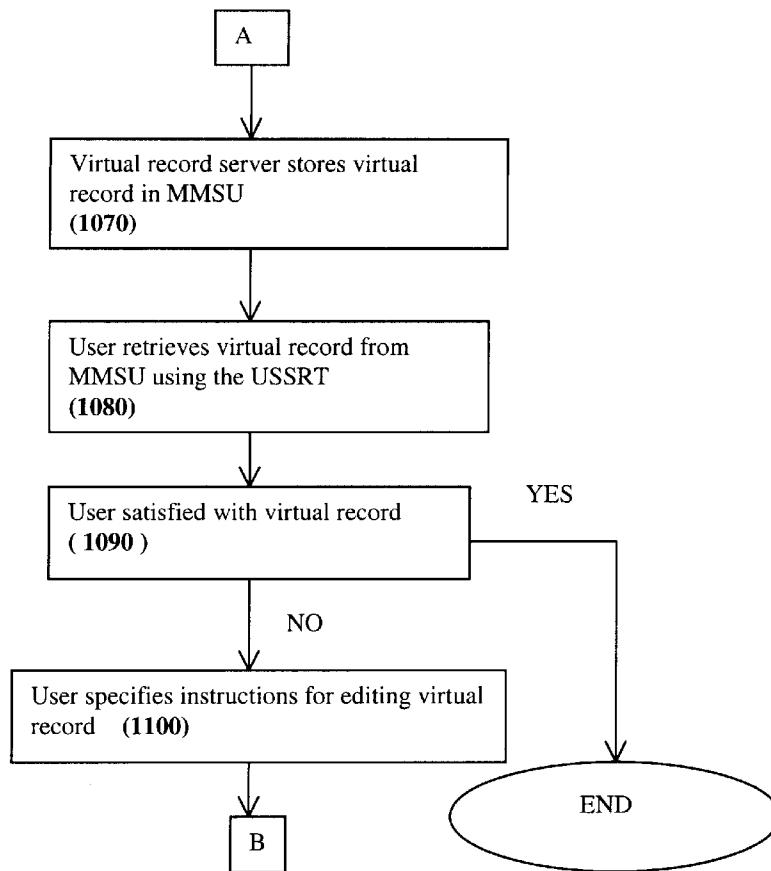 A
Virtual record server stores virtual
record in MMSU
(1070)
User retrieves virtual record from
MMSU using the USSRT
(1080)
User satisfied with virtual record
( 1090 )
YES
NO
User specifies instructions for editing virtual
record (1100)
END
B